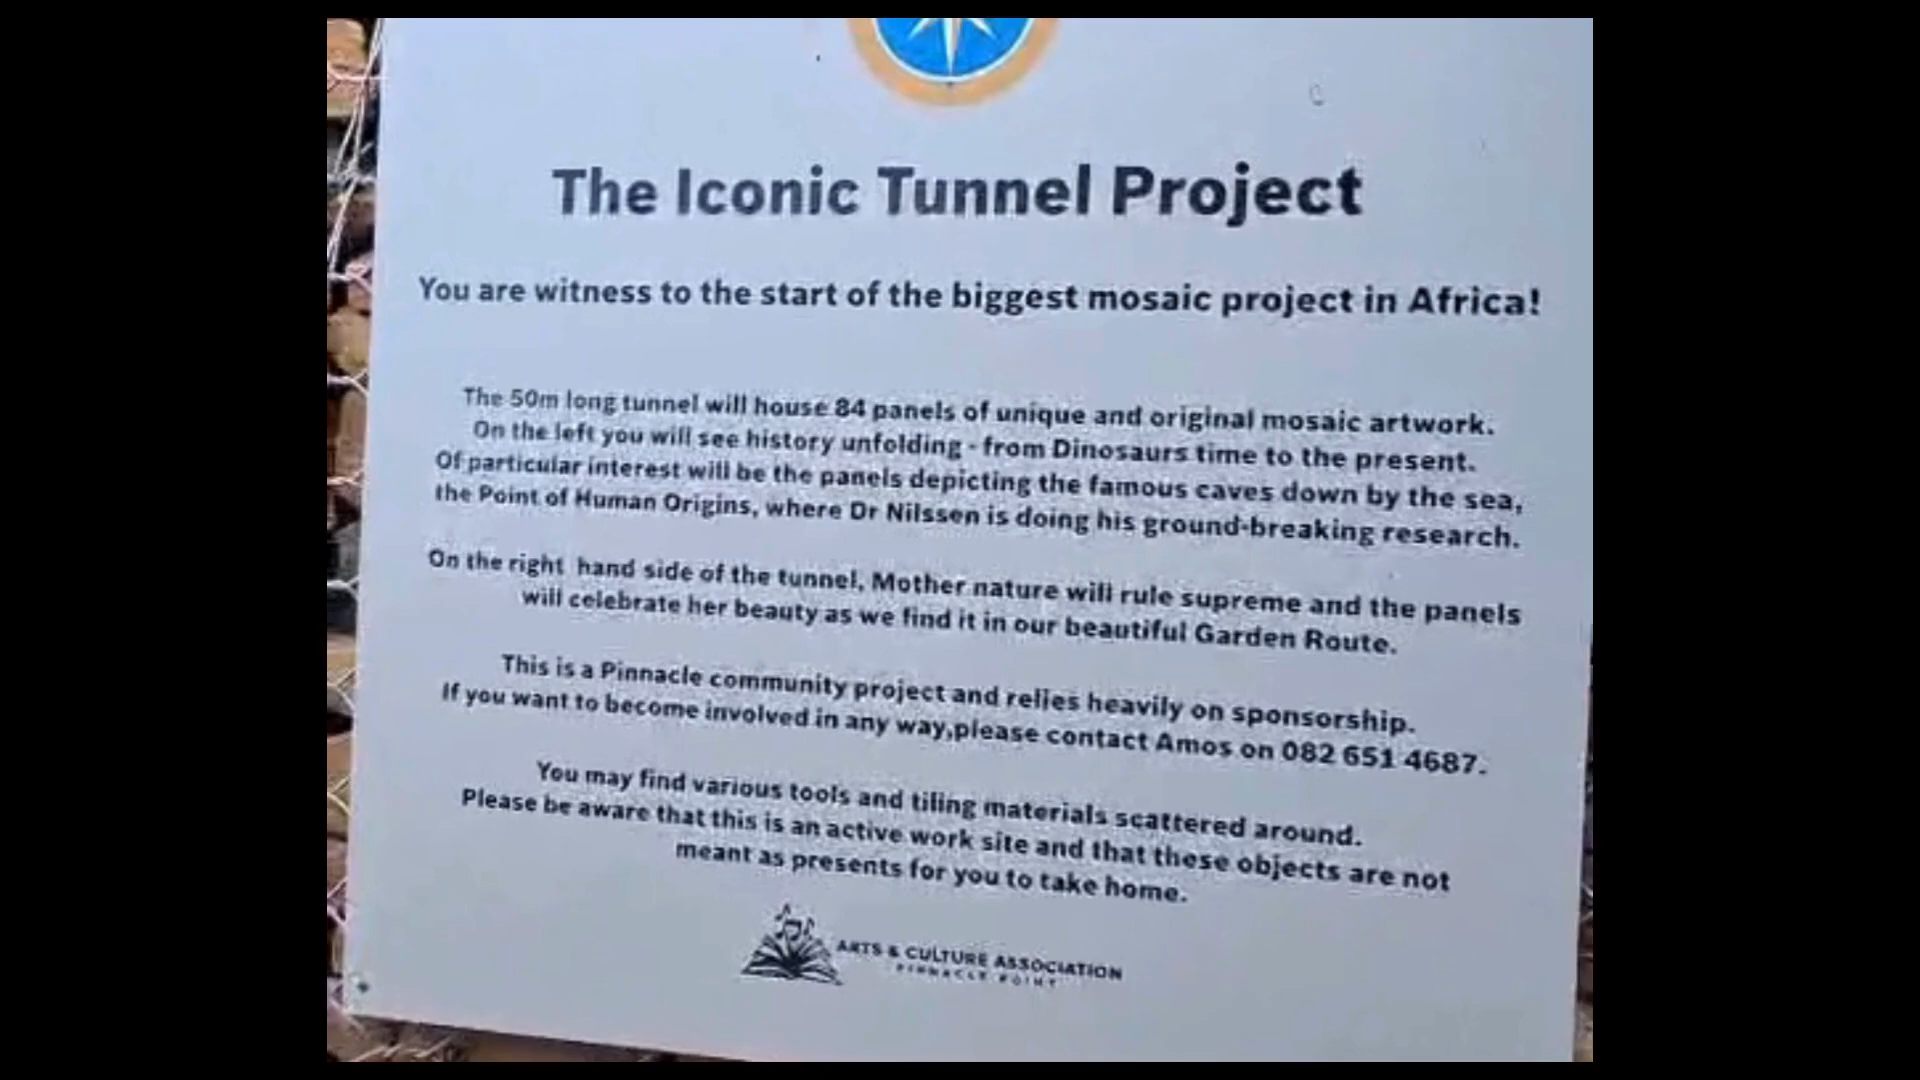 The Iconic Tunnel Project
You are witness to the start of the biggest mosaic project in Africa!
The 50m long tunnel will house 84 panels of unique and original mosaic artwork.
On the left you will see history unfolding - from Dinosaurs time to the present.
Of particular interest will be the panels depicting the famous caves down by the sea,
the Point of Human Origins, where Dr Nilssen is doing his ground-breaking research.
On the right hand side of the tunnel, Mother nature will rule supreme and the panels
will celebrate her beauty as we find it in our beautiful Garden Route.
This is a Pinnacle community project and relies heavily on sponsorship.
If you want to become involved in any way,please contact Amos on 082 651 4687.
You may find various tools and tiling materials scattered around.
Please be aware that this is an active work site and that these objects are not
meant as presents for you to take home.
ARTS & CULTURE ASSOCIATION
PINNACLE POINT